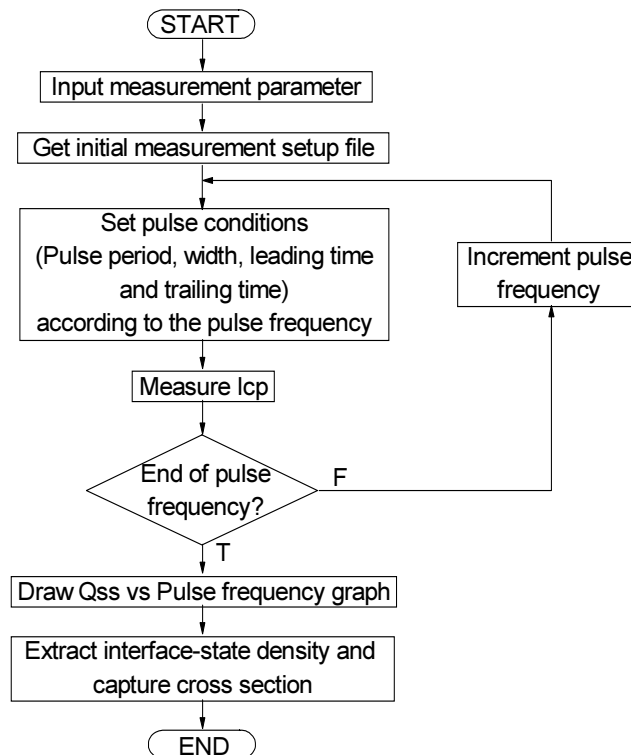 START
Input measurement parameter
Get initial measurement setup file
Set pulse conditions
(Pulse period, width, leading time
and trailing time)
according to the pulse frequency
Increment pulse
frequency
Measure Icp
End of pulse
frequency?
F
T
Draw Qss vs Pulse frequency graph
Extract interface-state density and
capture cross section
END